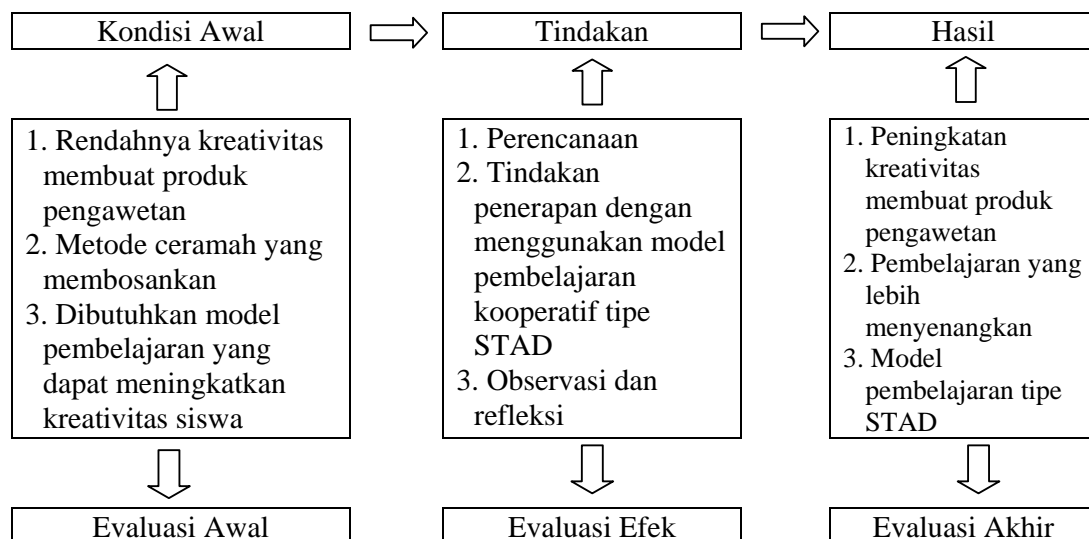 Kondisi Awal
Tindakan
Hasil
1. Rendahnya kreativitas
membuat produk
pengawetan
2. Metode ceramah yang
membosankan
3. Dibutuhkan model
pembelajaran yang
dapat meningkatkan
kreativitas siswa
1. Perencanaan
2. Tindakan
penerapan dengan
menggunakan model
pembelajaran
kooperatif tipe
STAD
3. Observasi dan
refleksi
1. Peningkatan
kreativitas
membuat produk
pengawetan
2. Pembelajaran yang
lebih
menyenangkan
3. Model
pembelajaran tipe
STAD
Evaluasi Awal
Evaluasi Efek
Evaluasi Akhir